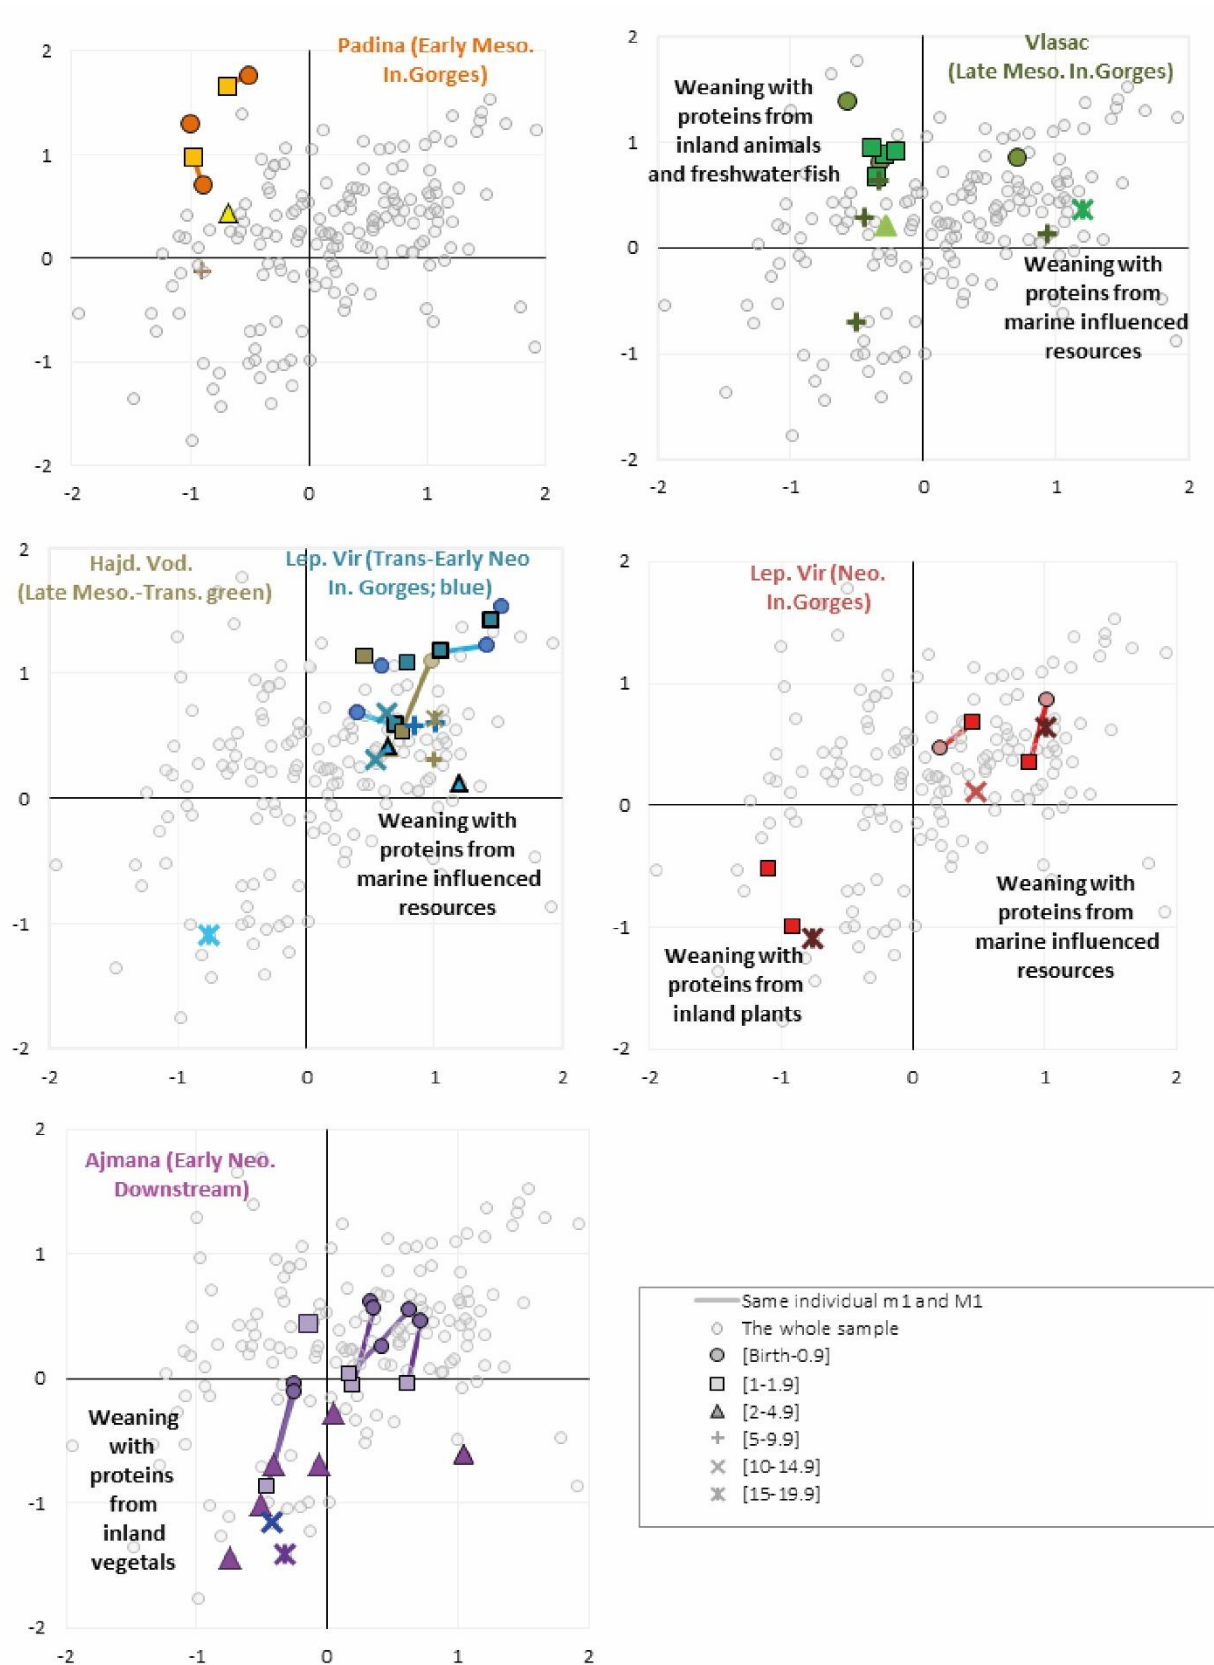 Padina (Early Meso.
In.Gorges)
2
1
0
-1
-2
-2
-1
0
1
2
Vlasac
(Late Meso. In.Gorges)
Weaning with
proteins from
inland animals
and freshwater fish
Weaning with
proteins from
marine influenced
resources
2
1
0
-1
-2
-2
-1
0
1
2
Hajd. Vod.
(Late Meso.-Trans. green)
Lep. Vir (Trans-Early Neo
In. Gorges; blue)
Weaning with
proteins from
marine influenced
resources
2
1
0
-1
-2
-2
-1
0
1
2
Lep. Vir (Neo.
In.Gorges)
Weaning with
proteins from
marine influenced
resources
Weaning with
proteins from
inland plants
2
1
0
-1
-2
-2
-1
0
1
2
Ajmana (Early Neo.
Downstream)
Weaning
with
proteins
from
inland
vegetals
2
1
0
-1
-2
-2
-1
0
1
2
Same individual m1 and M1
The whole sample
[Birth-0.9]
[1-1.9]
[2-4.9]
[5-9.9]
[10-14.9]
[15-19.9]